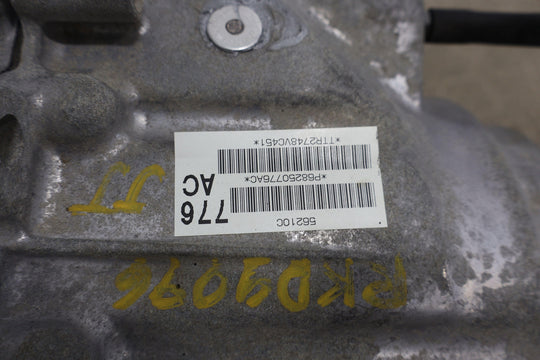 RKD9096
56210C
*P68250776AC*
*TTR2748VC451*
776
AC
JJ